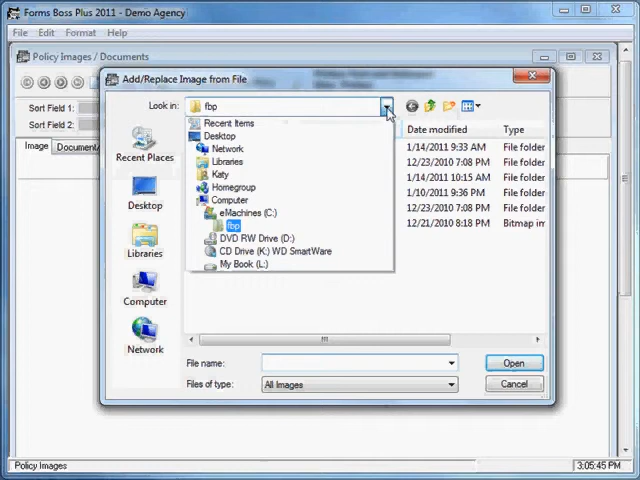 Forms Boss Plus 2011 - Demo Agency
File Edit Format Help
Policy Images / Documents
Add/Replace Image from File
Sort Field 1:
Sort Field 2:
Image Document/
Look in: fbp
Recent Items
Desktop
Network
Libraries
Katy
Homegroup
Computer
eMachines (C:)
fbp
DVD RW Drive (D:)
CD Drive (K:) WD SmartWare
My Book (L:)
Recent Places
Desktop
Libraries
Computer
Network
Date modified Type
1/14/2011 9:33 AM File folder
12/23/2010 7:08 PM File folder
1/14/2011 10:15 AM File folder
1/10/2011 9:36 PM File folder
12/23/2010 7:08 PM File folder
12/21/2010 8:18 PM Bitmap im
File name: Open
Files of type: All Images Cancel
Policy Images 3:05:45 PM